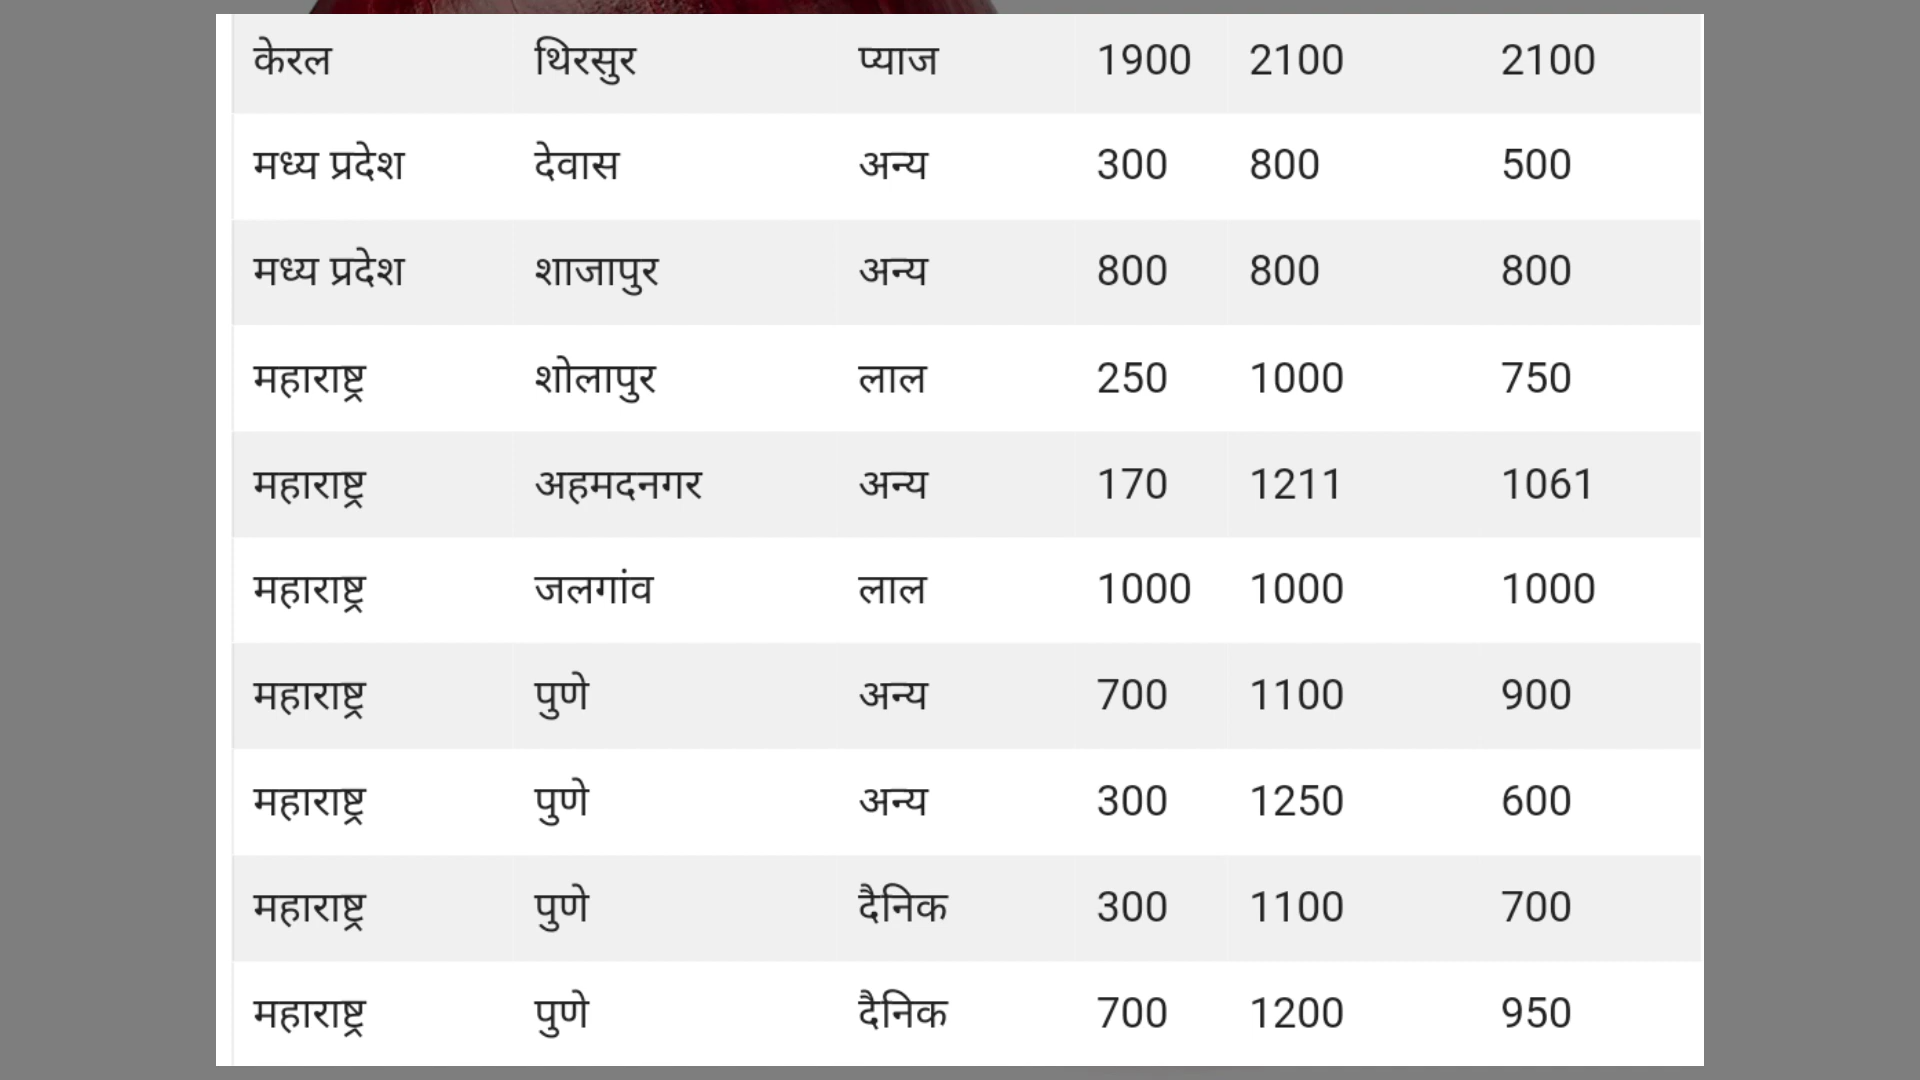 केरल थिरसुर प्याज 1900 2100 2100
मध्य प्रदेश देवास अन्य 300 800 500
मध्य प्रदेश शाजापुर अन्य 800 800 800
महाराष्ट्र शोलापुर लाल 250 1000 750
महाराष्ट्र अहमदनगर अन्य 170 1211 1061
महाराष्ट्र जलगांव लाल 1000 1000 1000
महाराष्ट्र पुणे अन्य 700 1100 900
महाराष्ट्र पुणे अन्य 300 1250 600
महाराष्ट्र पुणे दैनिक 300 1100 700
महाराष्ट्र पुणे दैनिक 700 1200 950